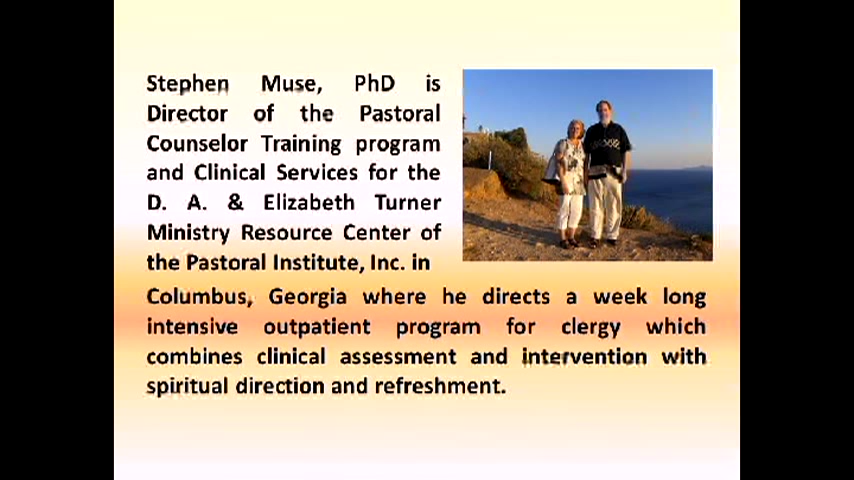 Stephen Muse, PhD is
Director of the Pastoral
Counselor Training program
and Clinical Services for the
D. A. & Elizabeth Turner
Ministry Resource Center of
the Pastoral Institute, Inc. in
Columbus, Georgia where he directs a week long
intensive outpatient program for clergy which
combines clinical assessment and intervention with
spiritual direction and refreshment.